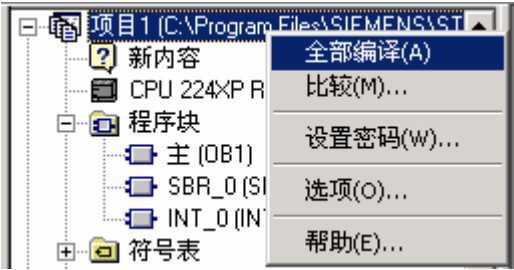 项目1 (C:\Program Files\SIEMENS\ST
新内容
CPU 224XP R
程序块
主 (OB1)
SBR_0 (S
INT_0 (IN
符号表
全部编译(A)
比较(M)...
设置密码(W)...
选项(O)...
帮助(E)...